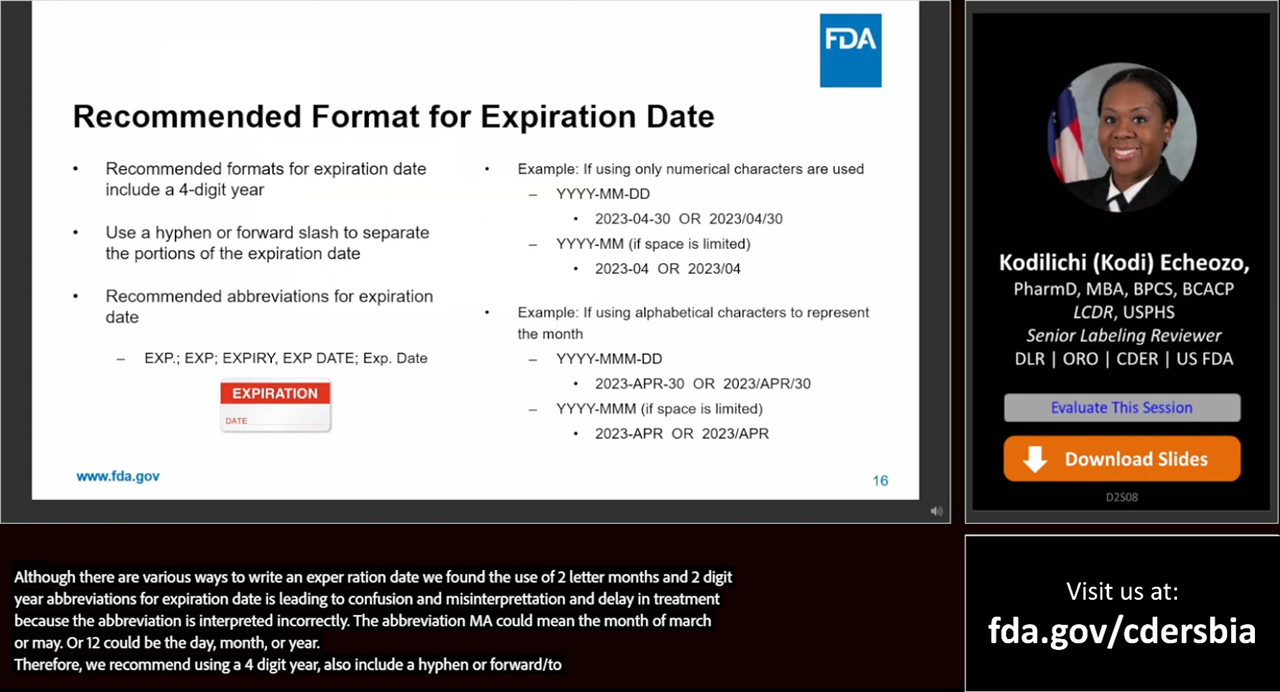 FDA
Recommended Format for Expiration Date
• Recommended formats for expiration date
include a 4-digit year
• Use a hyphen or forward slash to separate
the portions of the expiration date
• Recommended abbreviations for expiration
date
– EXP.; EXP; EXPIRY, EXP DATE; Exp. Date
EXPIRATION
DATE
• Example: If using only numerical characters are used
– YYYY-MM-DD
• 2023-04-30 OR 2023/04/30
– YYYY-MM (if space is limited)
• 2023-04 OR 2023/04
• Example: If using alphabetical characters to represent
the month
– YYYY-MMM-DD
• 2023-APR-30 OR 2023/APR/30
– YYYY-MMM (if space is limited)
• 2023-APR OR 2023/APR
www.fda.gov
16
Kodilichi (Kodi) Echeozo,
PharmD, MBA, BPCS, BCACP
LCDR, USPHS
Senior Labeling Reviewer
DLR | ORO | CDER | US FDA
Evaluate This Session
Download Slides
D2S08
Although there are various ways to write an exper ration date we found the use of 2 letter months and 2 digit
year abbreviations for expiration date is leading to confusion and misinterprettation and delay in treatment
because the abbreviation is interpreted incorrectly. The abbreviation MA could mean the month of march
or may. Or 12 could be the day, month, or year.
Therefore, we recommend using a 4 digit year, also include a hyphen or forward/to
Visit us at:
fda.gov/cdersbia